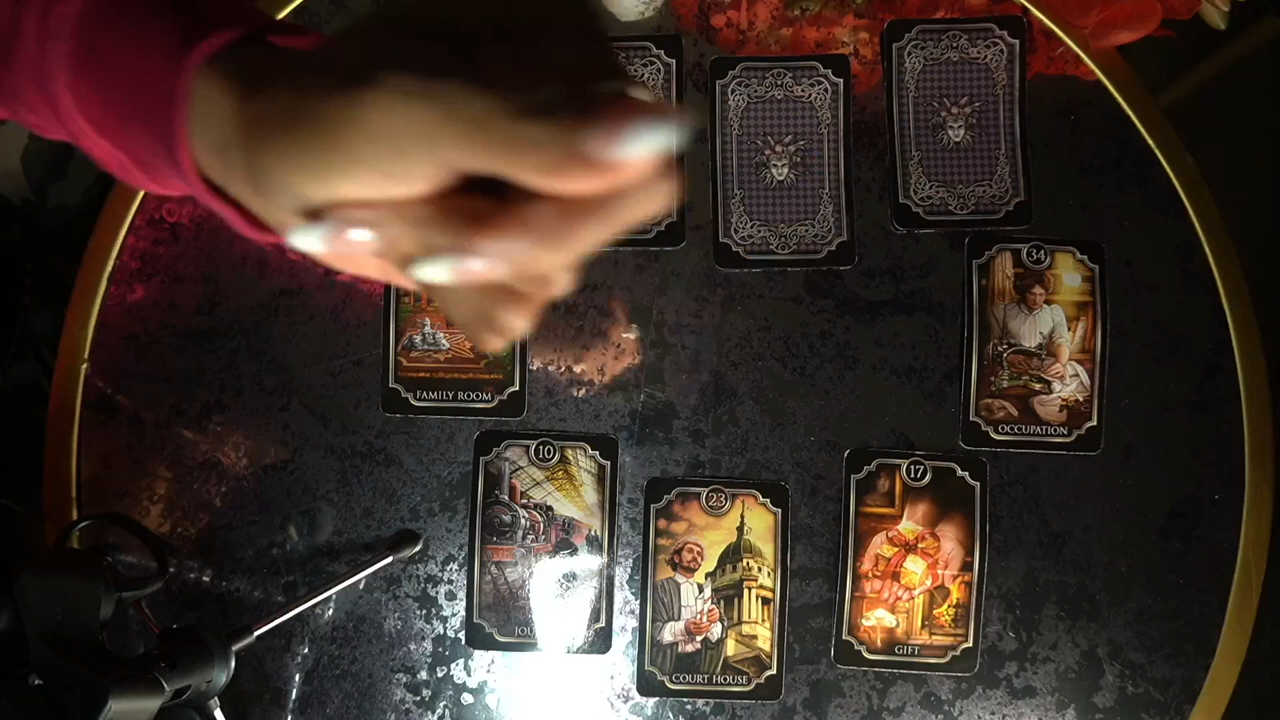 34
OCCUPATION
FAMILY ROOM
10
23
COURT HOUSE
17
GIFT